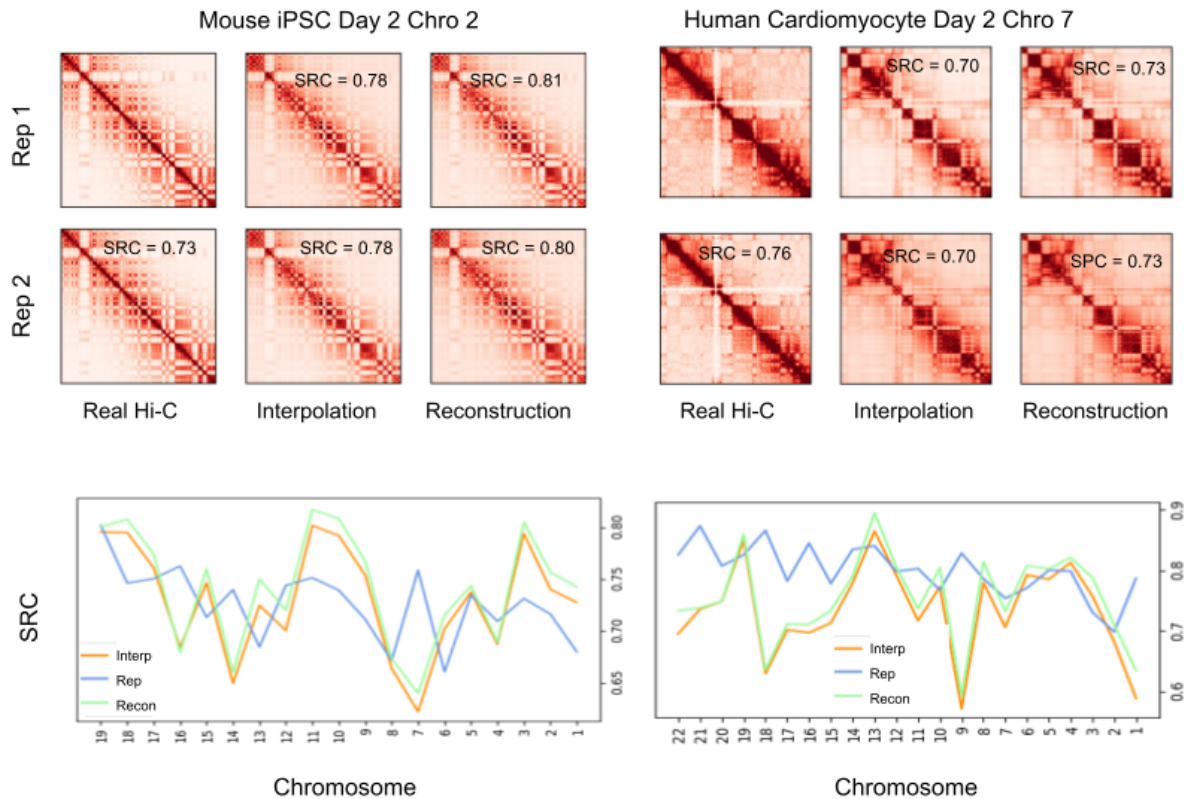 Mouse iPSC Day 2 Chro 2
Human Cardiomyocyte Day 2 Chro 7
Rep 1
SRC = 0.78
SRC = 0.81
SRC = 0.70
SRC = 0.73
Rep 2
SRC = 0.73
SRC = 0.78
SRC = 0.80
SRC = 0.76
SRC = 0.70
SPC = 0.73
Real Hi-C
Interpolation
Reconstruction
Real Hi-C
Interpolation
Reconstruction
SRC
Interp
Rep
Recon
0.80
0.75
0.70
0.65
19 18 17 16 15 14 13 12 11 10 9 8 7 6 5 4 3 2 1
Chromosome
Interp
Rep
Recon
0.9
0.8
0.7
0.6
22 21 20 19 18 17 16 15 14 13 12 11 10 9 8 7 6 5 4 3 2 1
Chromosome